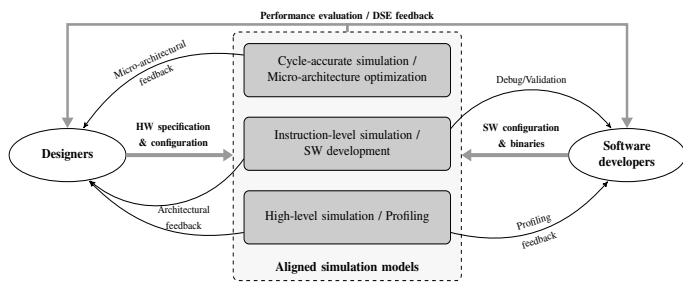 Performance evaluation / DSE feedback
Micro-architectural
feedback
Cycle-accurate simulation /
Micro-architecture optimization
Debug/Validation
HW specification
& configuration
Designers
Instruction-level simulation /
SW development
SW configuration
& binaries
Software
developers
Architectural
feedback
High-level simulation / Profiling
Profiling
feedback
Aligned simulation models